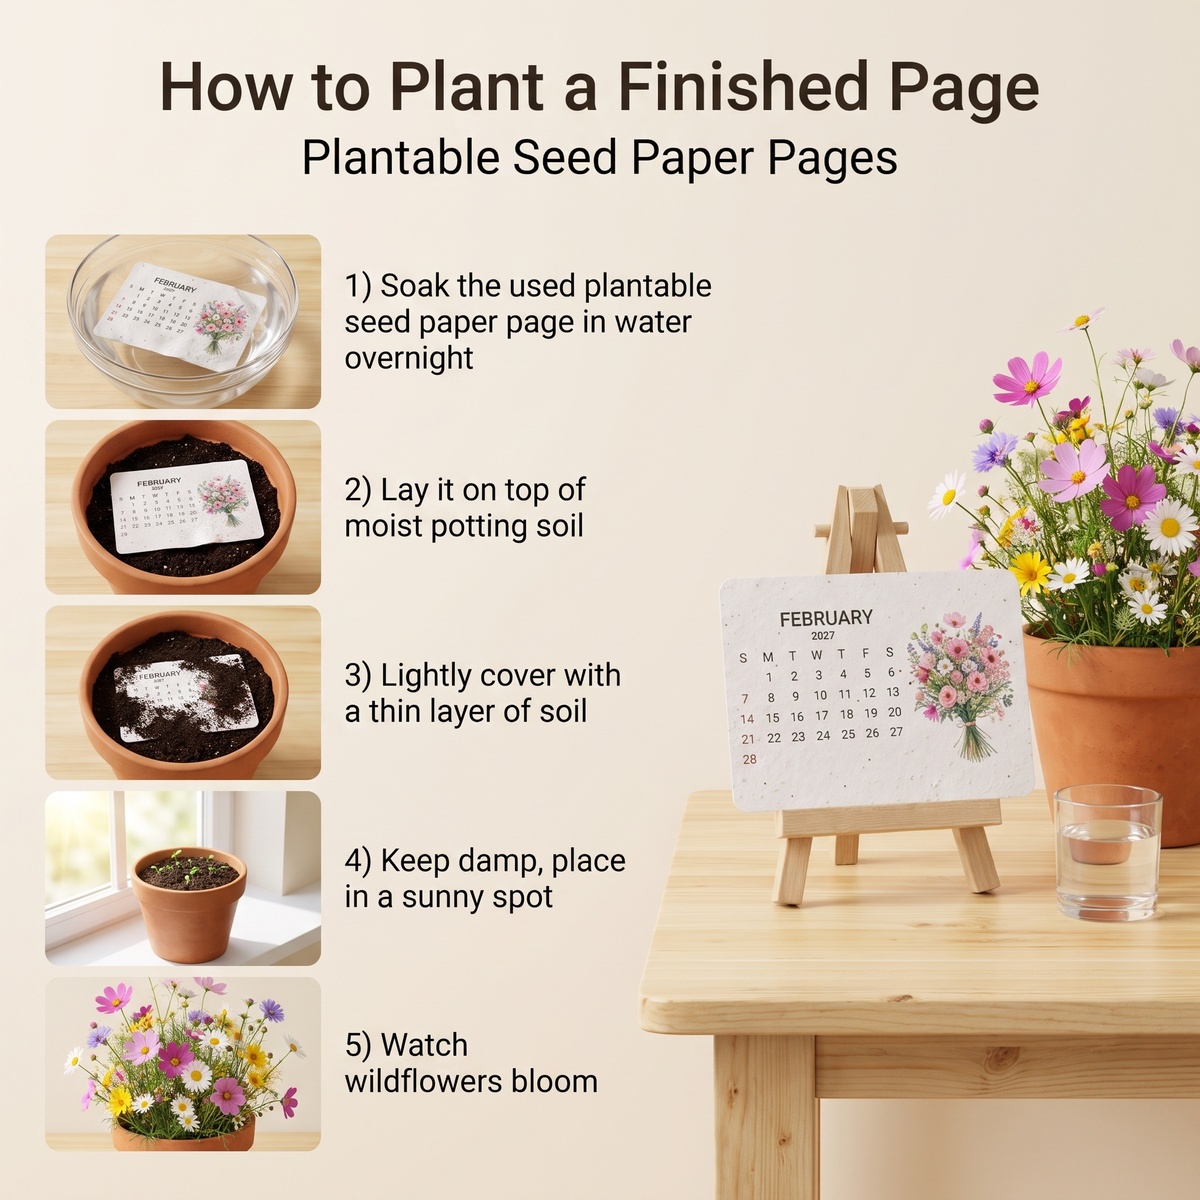 How to Plant a Finished Page
Plantable Seed Paper Pages
1) Soak the used plantable
seed paper page in water
overnight
2) Lay it on top of
moist potting soil
3) Lightly cover with
a thin layer of soil
4) Keep damp, place
in a sunny spot
5) Watch
wildflowers bloom
FEBRUARY
FEBRUARY
FEBRUARY
FEBRUARY
2027
S M T W T F S
1 2 3 4 5 6
7 8 9 10 11 12 13
14 15 16 17 18 19 20
21 22 23 24 25 26 27
28